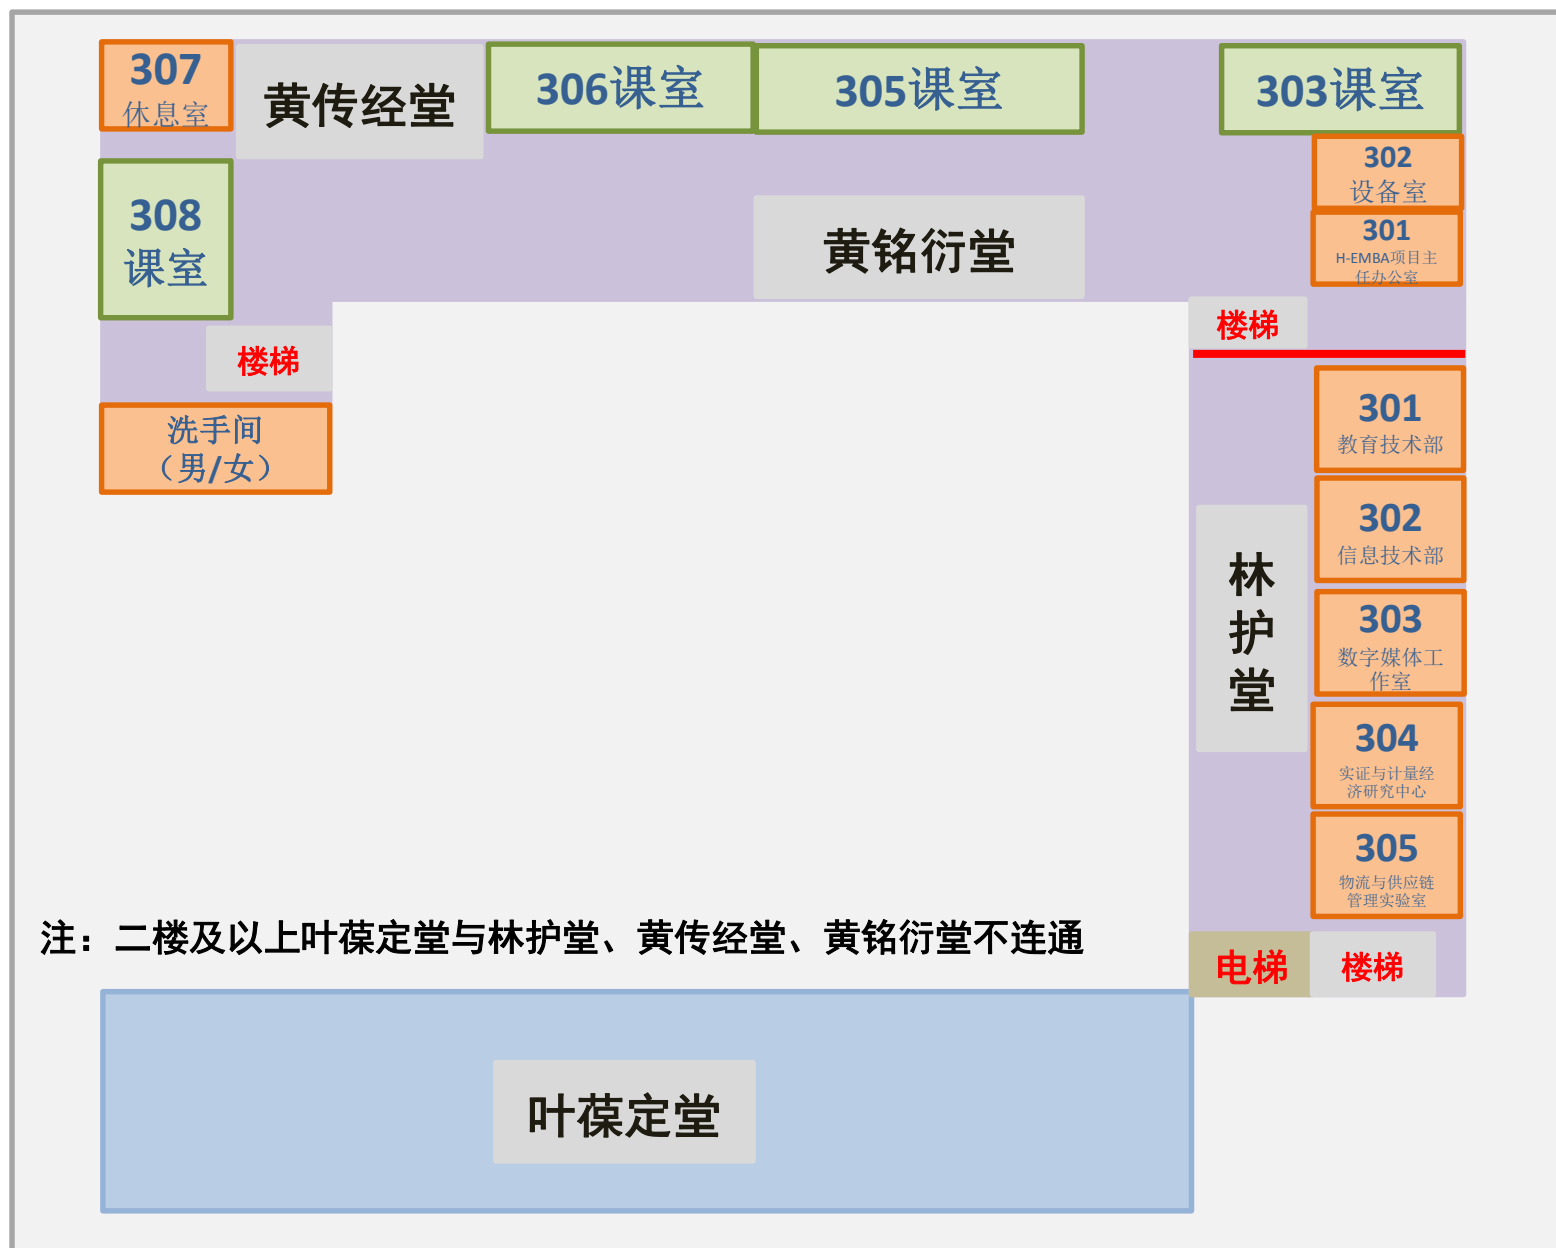 307
休息室
黄传经堂
306课室
305课室
303课室
302
设备室
301
H-EMBA项目主
任办公室
308
课室
黄铭衍堂
楼梯
楼梯
洗手间
（男/女）
301
教育技术部
302
信息技术部
林
护
堂
303
数字媒体工
作室
304
实证与计量经
济研究中心
305
物流与供应链
管理实验室
注：二楼及以上叶葆定堂与林护堂、黄传经堂、黄铭衍堂不连通
电梯
楼梯
叶葆定堂